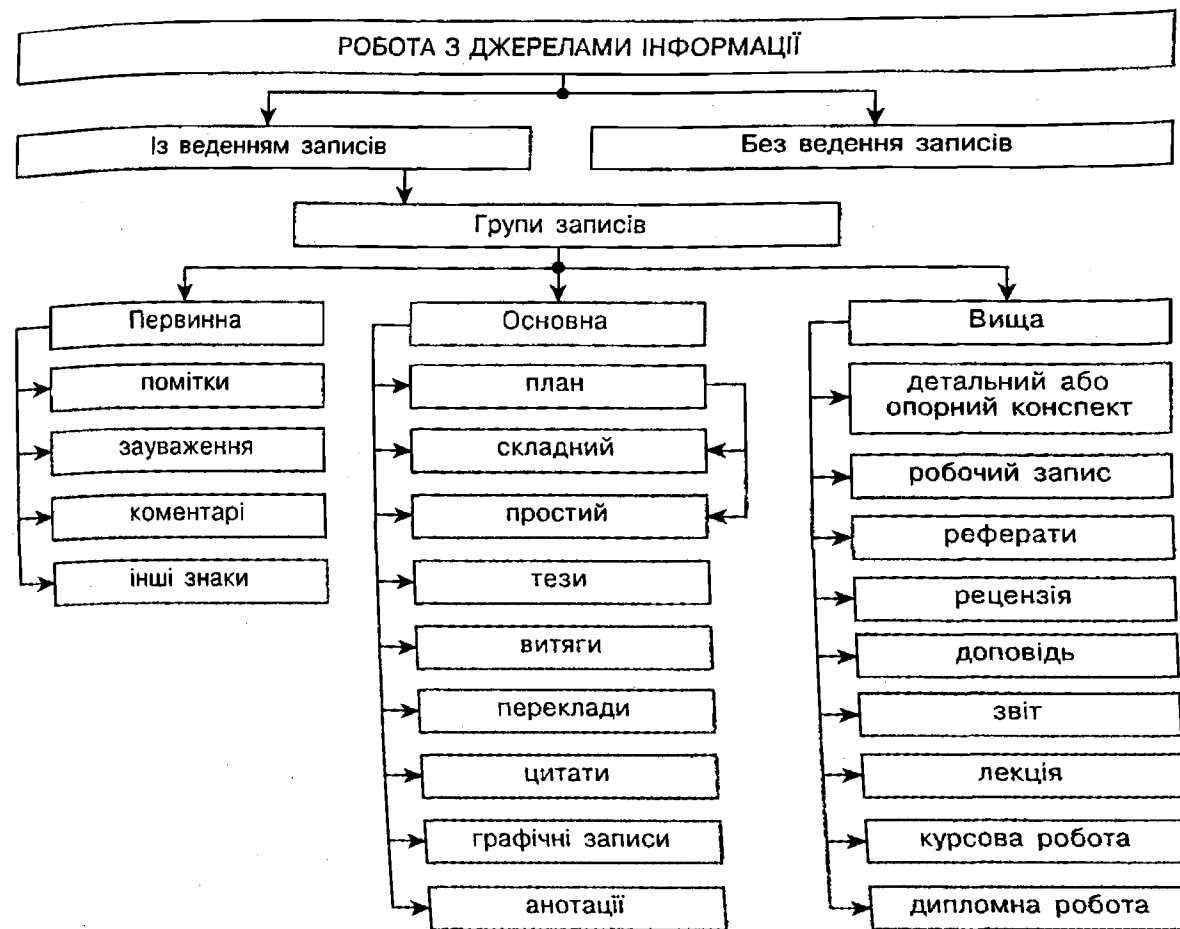 РОБОТА З ДЖЕРЕЛАМИ ІНФОРМАЦІЇ
Із веденням записів
Без ведення записів
Групи записів
Первинна
помітки
зауваження
коментарі
інші знаки
Основна
план
складний
простий
тези
витяги
переклади
цитати
графічні записи
анотації
Вища
детальний або
опорний конспект
робочий запис
реферати
рецензія
доповідь
звіт
лекція
курсова робота
дипломна робота